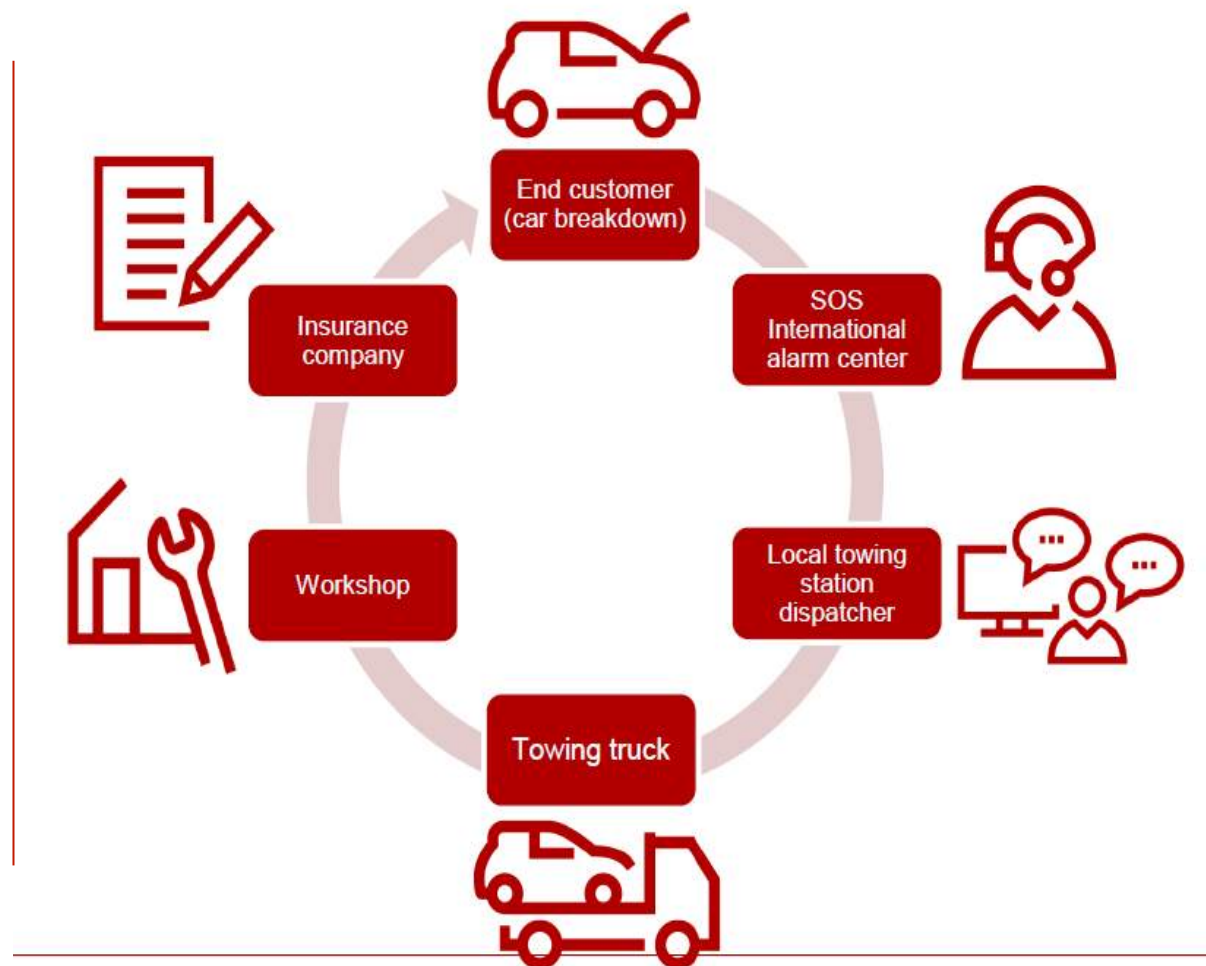 End customer
(car breakdown)
SOS
International
alarm center
Local towing
station
dispatcher
Towing truck
Workshop
Insurance
company